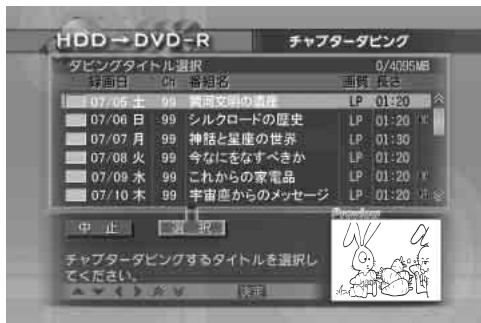 HDD→DVD-R チャプターダビング
ダビングタイトル選択 0/4095MB
録画日 Ch 番組名 画質 長さ
07/05 土 99 黄河文明の遺産 LP 01:20
07/06 日 99 シルクロードの歴史 LP 01:20
07/07 月 99 神話と星座の世界 LP 01:30
07/08 火 99 今なにをなすべきか LP 01:20
07/09 水 99 これからの家電品 LP 01:20
07/10 木 99 宇宙塵からのメッセージ LP 01:20
中 止 選 択
Preview
チャプターダビングするタイトルを選択し
てください。
決定